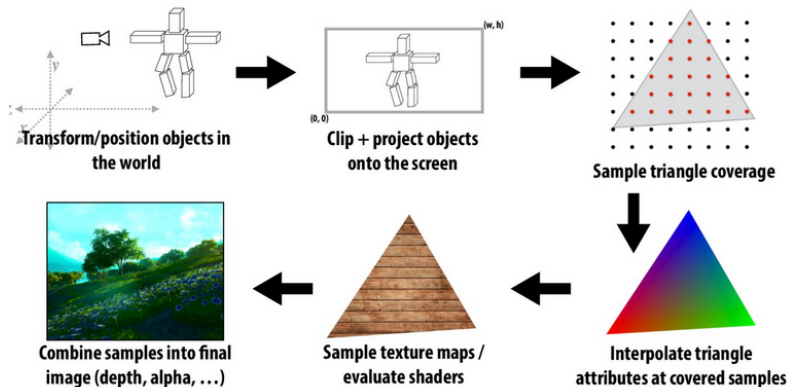 y
z
x
Transform/position objects in
the world
(w, h)
(0, 0)
Clip + project objects
onto the screen
Sample triangle coverage
Combine samples into final
image (depth, alpha, …)
Sample texture maps /
evaluate shaders
Interpolate triangle
attributes at covered samples